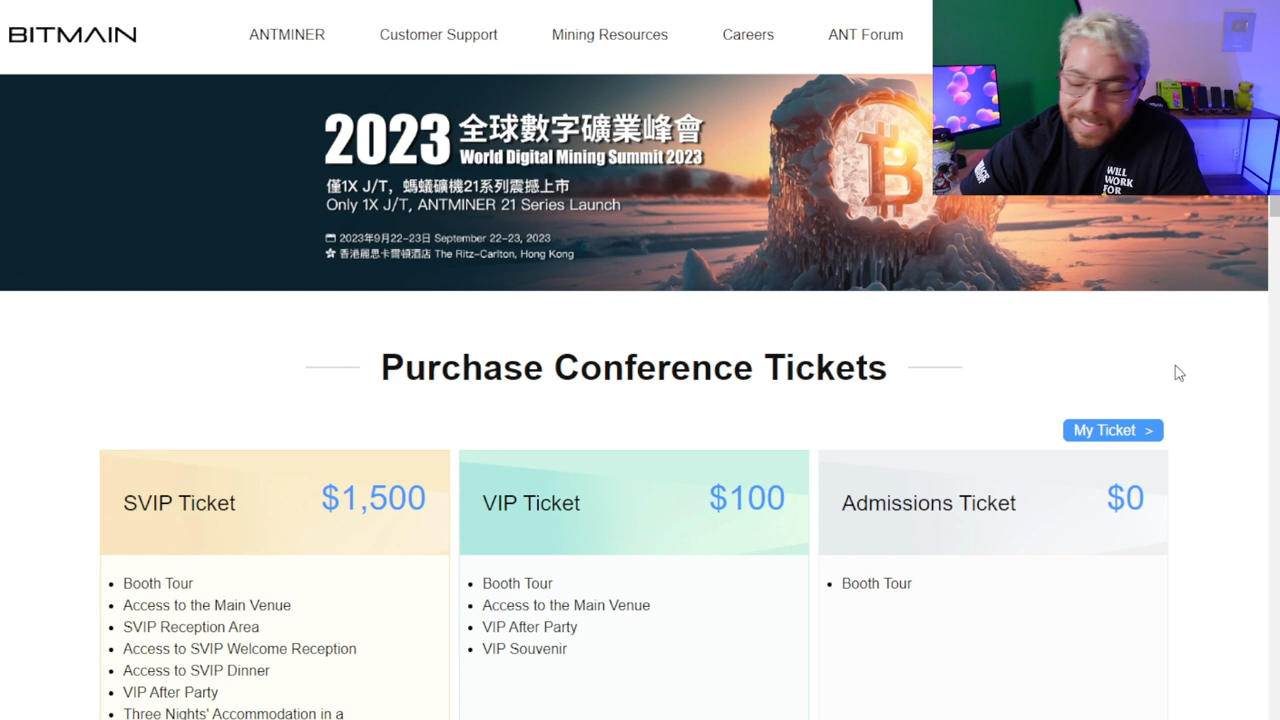 BITMAIN
ANTMINER
Customer Support
Mining Resources
Careers
ANT Forum
2023 全球數字礦業峰會
World Digital Mining Summit 2023
僅1X J/T，螞蟻礦機21系列震撼上市
Only 1X J/T, ANTMINER 21 Series Launch
2023年9月22-23日 September 22-23, 2023
香港麗思卡爾頓酒店 The Ritz-Carlton, Hong Kong
WILL
WORK
FOR
Purchase Conference Tickets
My Ticket >
SVIP Ticket $1,500
Booth Tour
Access to the Main Venue
SVIP Reception Area
Access to SVIP Welcome Reception
Access to SVIP Dinner
VIP After Party
Three Nights' Accommodation in a
VIP Ticket $100
Booth Tour
Access to the Main Venue
VIP After Party
VIP Souvenir
Admissions Ticket $0
Booth Tour